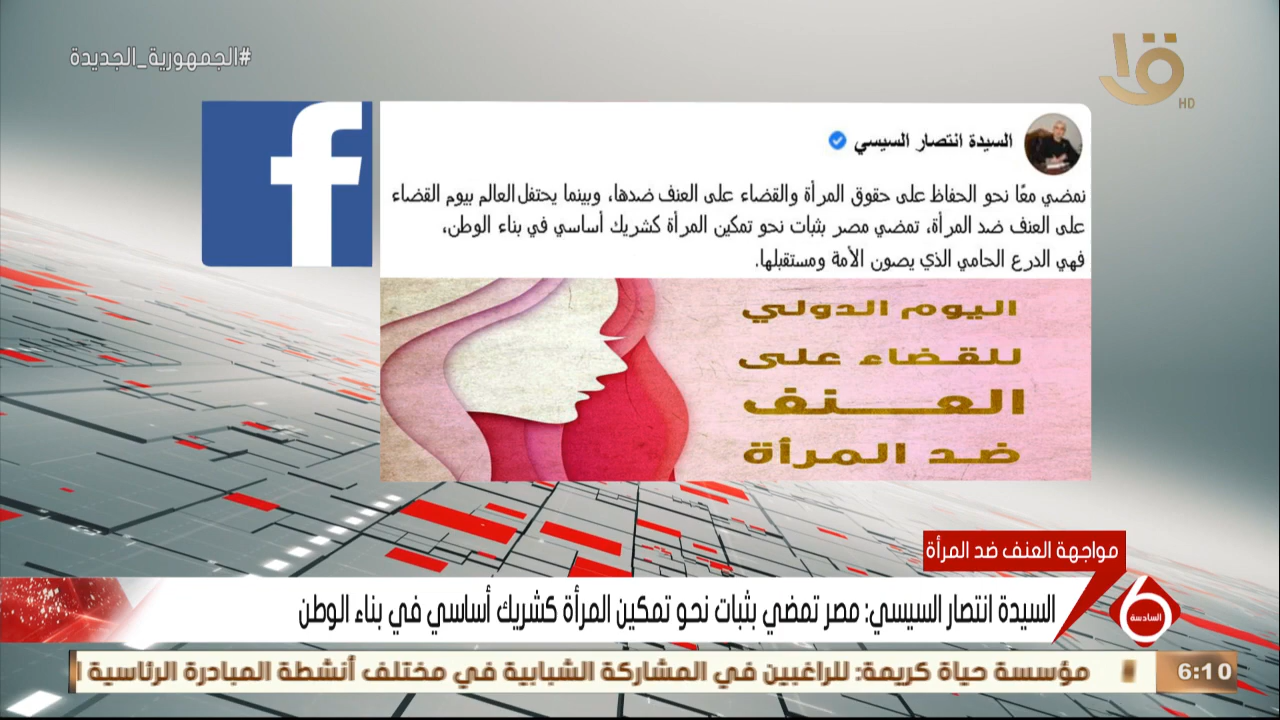 #الجمهورية_الجديدة
HD
السيدة انتصار السيسي
نمضي معًا نحو الحفاظ على حقوق المرأة والقضاء على العنف ضدها، وبينما يحتفل العالم بيوم القضاء
على العنف ضد المرأة، تمضي مصر بثبات نحو تمكين المرأة كشريك أساسي في بناء الوطن،
فهي الدرع الحامي الذي يصون الأمة ومستقبلها.
اليوم الدولي
للقضاء على
العنف
ضد المرأة
مواجهة العنف ضد المرأة
السيدة انتصار السيسي: مصر تمضي بثبات نحو تمكين المرأة كشريك أساسي في بناء الوطن
السادسة
مؤسسة حياة كريمة: للراغبين في المشاركة الشبابية في مختلف أنشطة المبادرة الرئاسية
6:10